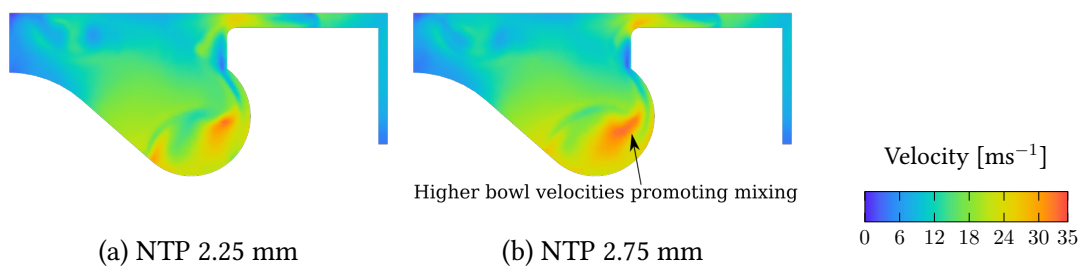 Higher bowl velocities promoting mixing
(a) NTP 2.25 mm
(b) NTP 2.75 mm
Velocity [ms⁻¹]
0 6 12 18 24 30 35